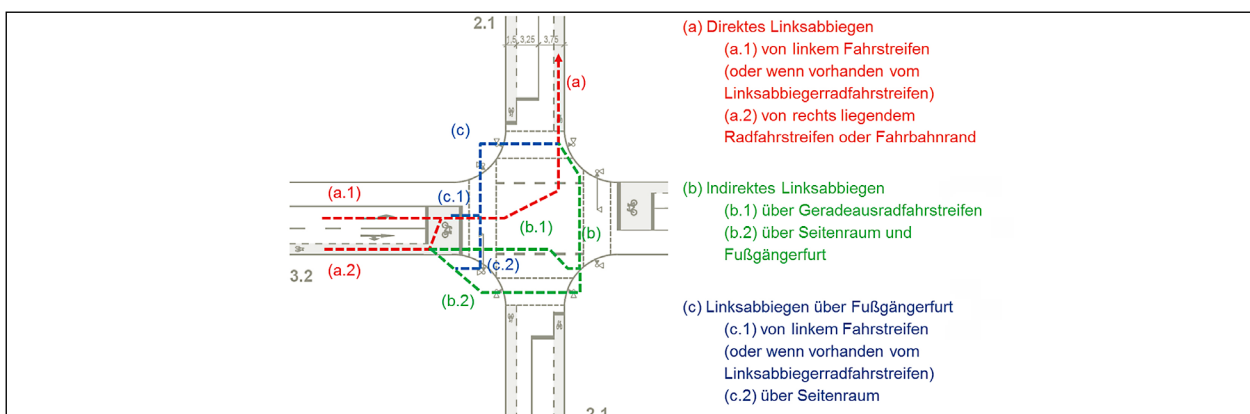 2.1
1,5 3,25 3,75
(a)
(c)
(a.1)
(c.1)
(b.1)
(b)
(c.2)
(a.2)
3.2
(b.2)
2.1
(a) Direktes Linksabbiegen
(a.1) von linkem Fahrstreifen
(oder wenn vorhanden vom
Linksabbiegerradfahrstreifen)
(a.2) von rechts liegendem
Radfahrstreifen oder Fahrbahnrand
(b) Indirektes Linksabbiegen
(b.1) über Geradeausradfahrstreifen
(b.2) über Seitenraum und
Fußgängerfurt
(c) Linksabbiegen über Fußgängerfurt
(c.1) von linkem Fahrstreifen
(oder wenn vorhanden vom
Linksabbiegerradfahrstreifen)
(c.2) über Seitenraum